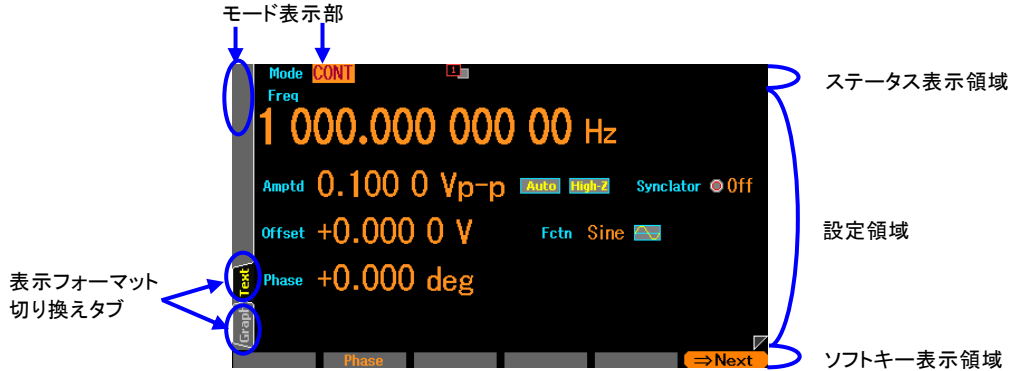 モード表示部
Mode CONT 1
ステータス表示領域
Freq
1 000.000 000 00 Hz
Amptd 0.100 0 Vp-p Auto High-Z Synclator Off
Offset +0.000 0 V Fctn Sine
設定領域
表示フォーマット
切り換えタブ
Text
Phase +0.000 deg
Graph
Phase ⇒Next
ソフトキー表示領域